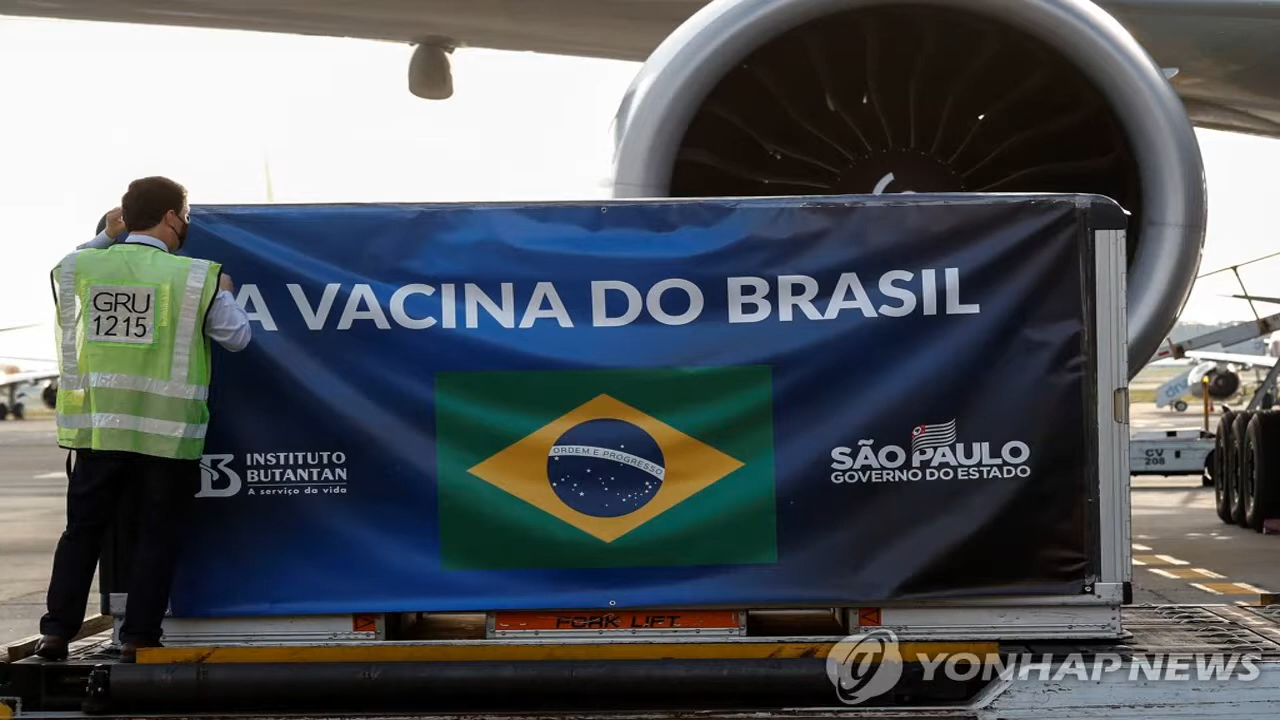 GRU
1215
A VACINA DO BRASIL
ORDEM E PROGRESSO
INSTITUTO
BUTANTAN
A serviço da vida
SÃO PAULO
GOVERNO DO ESTADO
CV
208
FORK LIFT
YONHAP NEWS